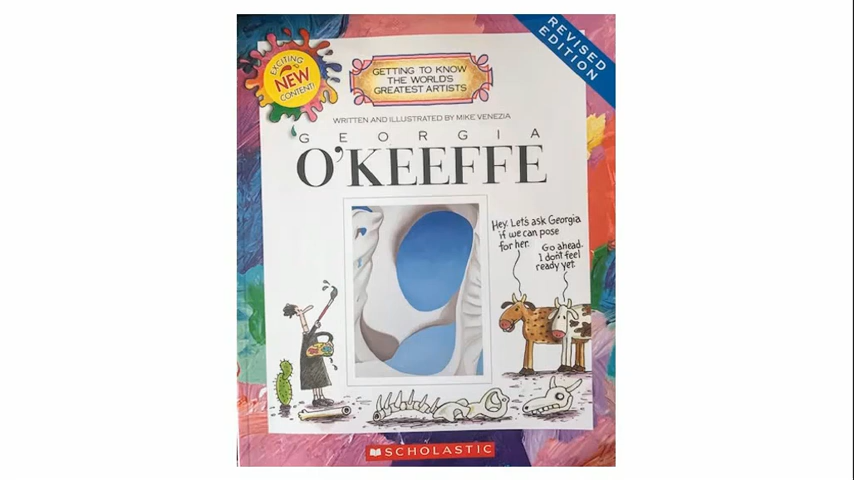 REVISED
EDITION
EXCITING
NEW
CONTENT!
GETTING TO KNOW
THE WORLD'S
GREATEST ARTISTS
WRITTEN AND ILLUSTRATED BY MIKE VENEZIA
GEORGIA
O'KEEFFE
Hey. Let's ask Georgia
if we can pose
for her.
Go ahead.
I don't feel
ready yet.
SCHOLASTIC